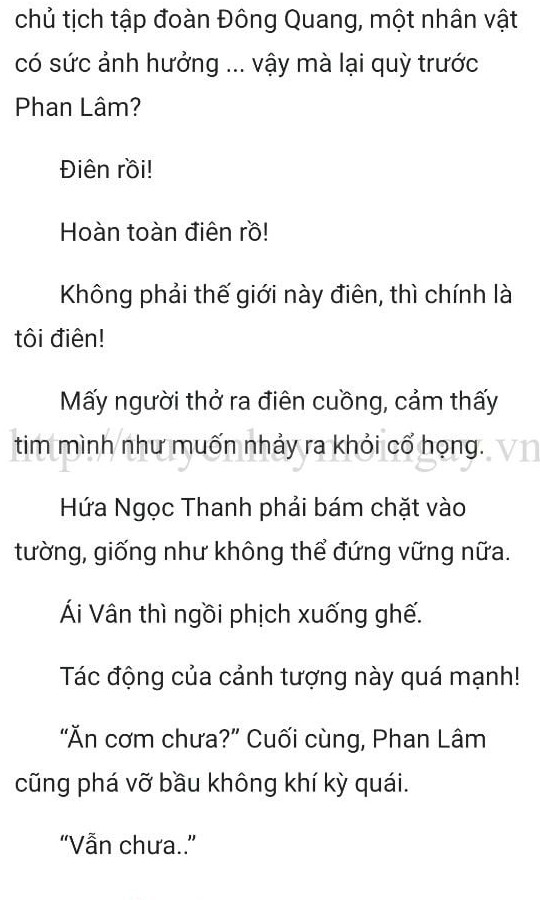 chủ tịch tập đoàn Đông Quang, một nhân vật
có sức ảnh hưởng ... vậy mà lại quỳ trước
Phan Lâm?
Điên rồi!
Hoàn toàn điên rồ!
Không phải thế giới này điên, thì chính là
tôi điên!
Mấy người thở ra điên cuồng, cảm thấy
tim mình như muốn nhảy ra khỏi cổ họng.
http://truyenhaymoingay.vn
Hứa Ngọc Thanh phải bám chặt vào
tường, giống như không thể đứng vững nữa.
Ái Vân thì ngồi phịch xuống ghế.
Tác động của cảnh tượng này quá mạnh!
“Ăn cơm chưa?” Cuối cùng, Phan Lâm
cũng phá vỡ bầu không khí kỳ quái.
“Vẫn chưa..”